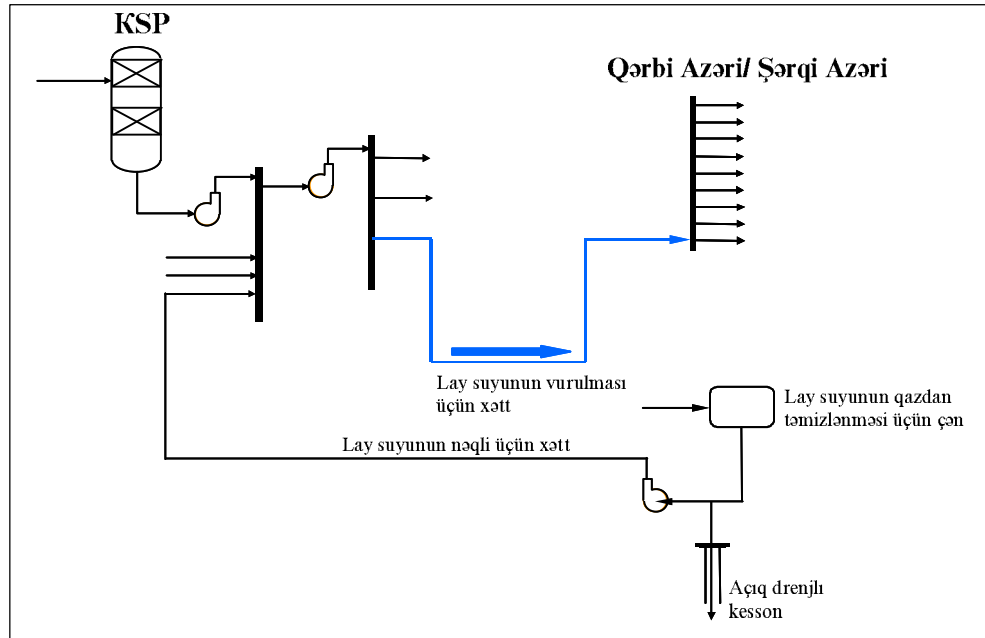 KSP
Qərbi Azəri/ Şərqi Azəri
Lay suyunun vurulması
üçün xətt
Lay suyunun qazdan
təmizlənməsi üçün çən
Lay suyunun nəqli üçün xətt
Açıq drenjlı
kesson